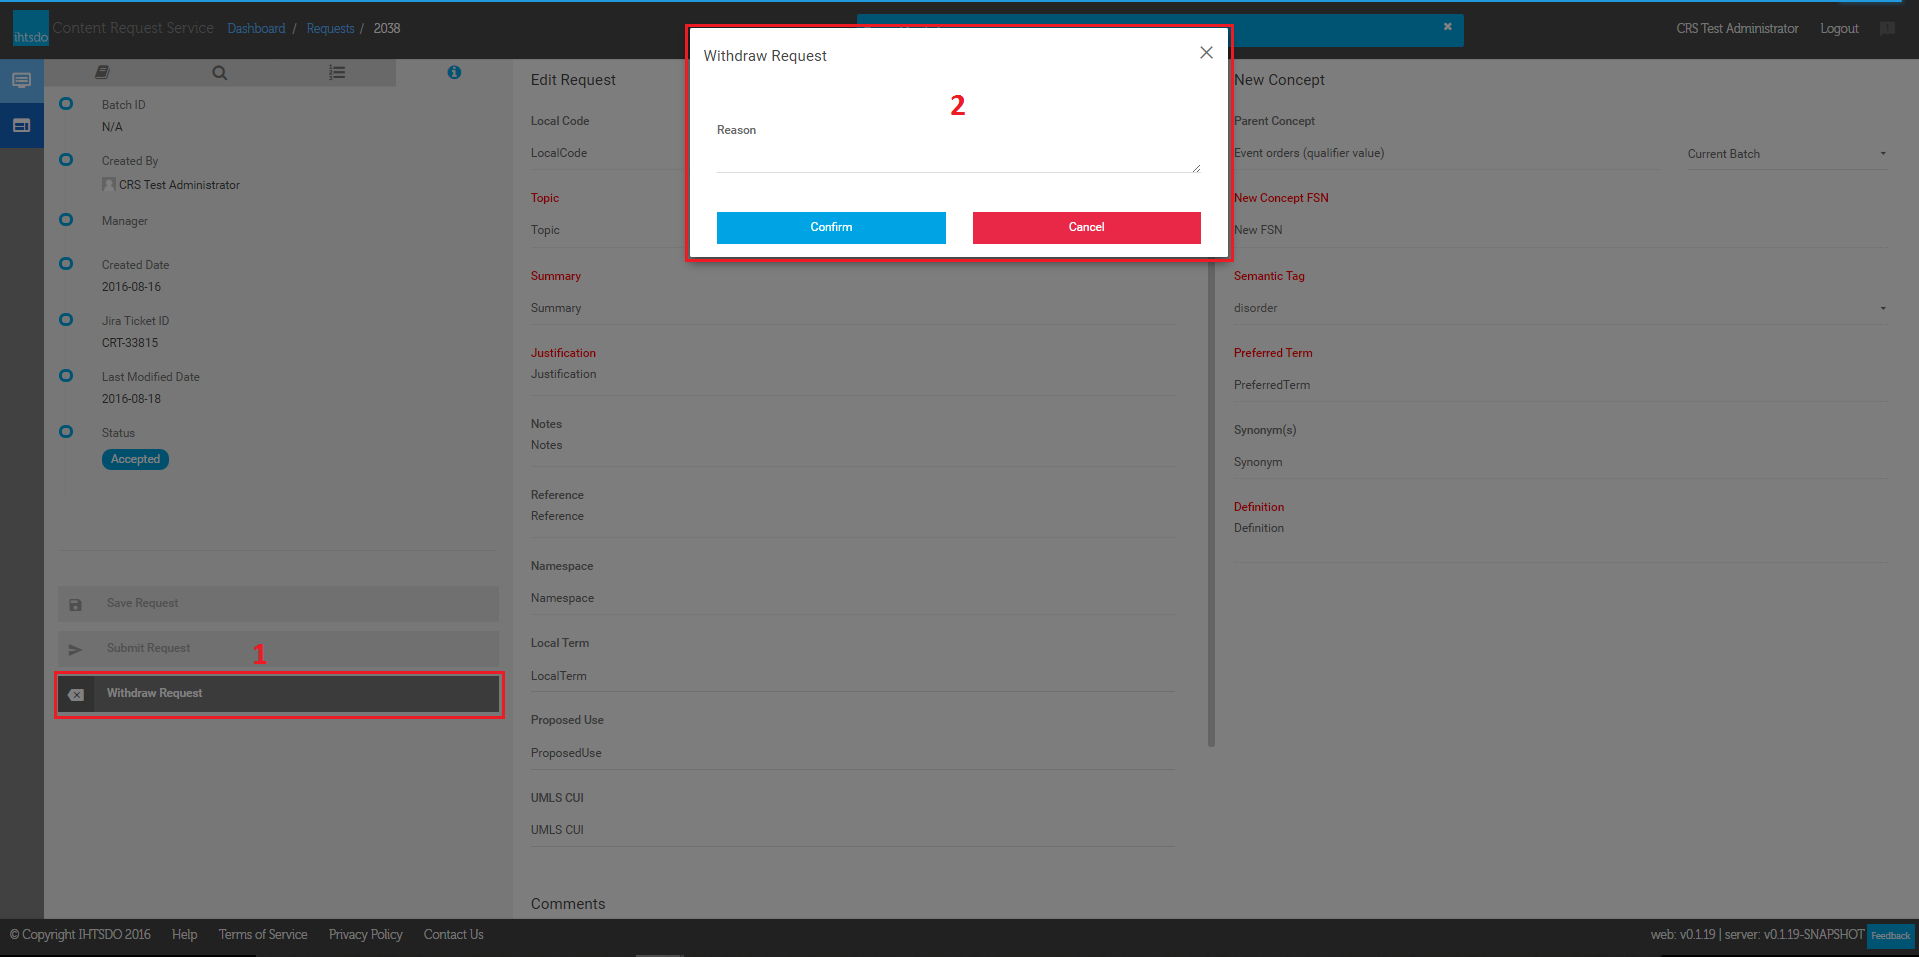 ihtsdo
Content Request Service Dashboard / Requests / 2038
CRS Test Administrator Logout
Withdraw Request
2
Reason
Confirm Cancel
Batch ID
N/A
Created By
CRS Test Administrator
Manager
Created Date
2016-08-16
Jira Ticket ID
CRT-33815
Last Modified Date
2016-08-18
Status
Accepted
Save Request
Submit Request
1
Withdraw Request
Edit Request
Local Code
LocalCode
Topic
Topic
Summary
Summary
Justification
Justification
Notes
Notes
Reference
Reference
Namespace
Namespace
Local Term
LocalTerm
Proposed Use
ProposedUse
UMLS CUI
UMLS CUI
Comments
New Concept
Parent Concept
Event orders (qualifier value) Current Batch
New Concept FSN
New FSN
Semantic Tag
disorder
Preferred Term
PreferredTerm
Synonym(s)
Synonym
Definition
Definition
© Copyright IHTSDO 2016 Help Terms of Service Privacy Policy Contact Us
web: v0.1.19 | server: v0.1.19-SNAPSHOT Feedback